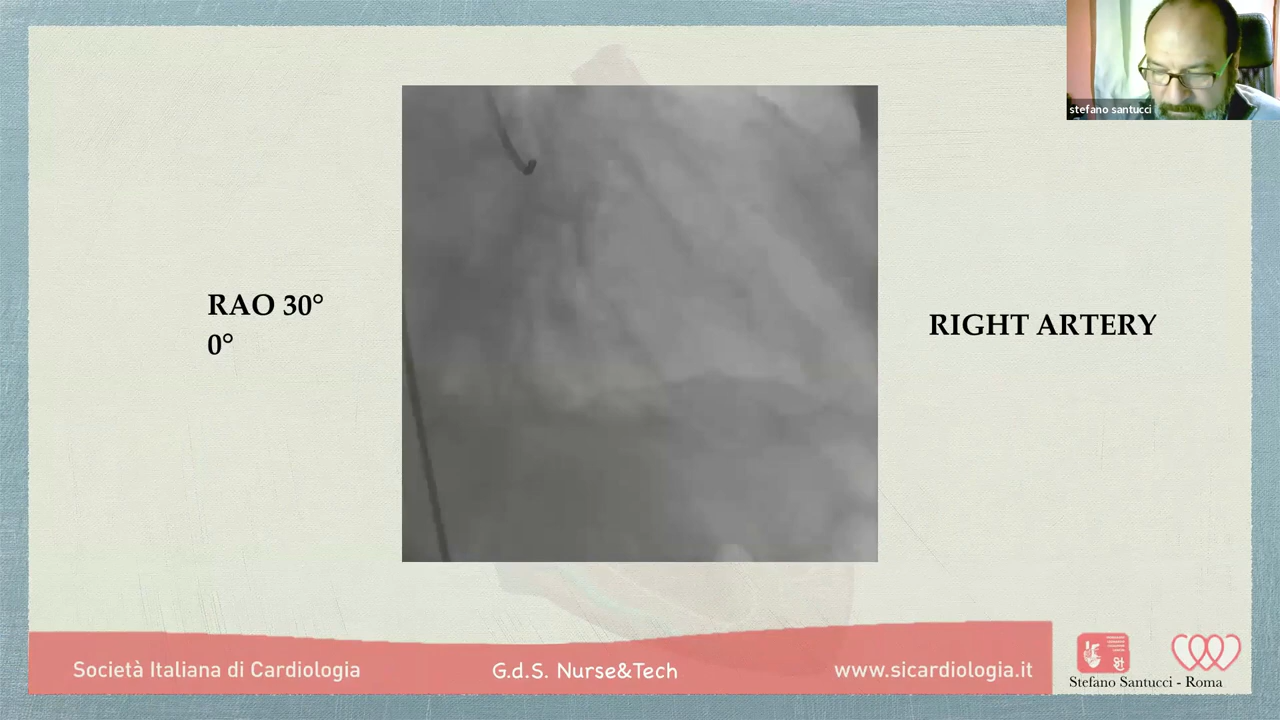 stefano santucci
RAO 30°
0°
RIGHT ARTERY
Società Italiana di Cardiologia
G.d.S. Nurse&Tech
www.sicardiologia.it
Stefano Santucci - Roma